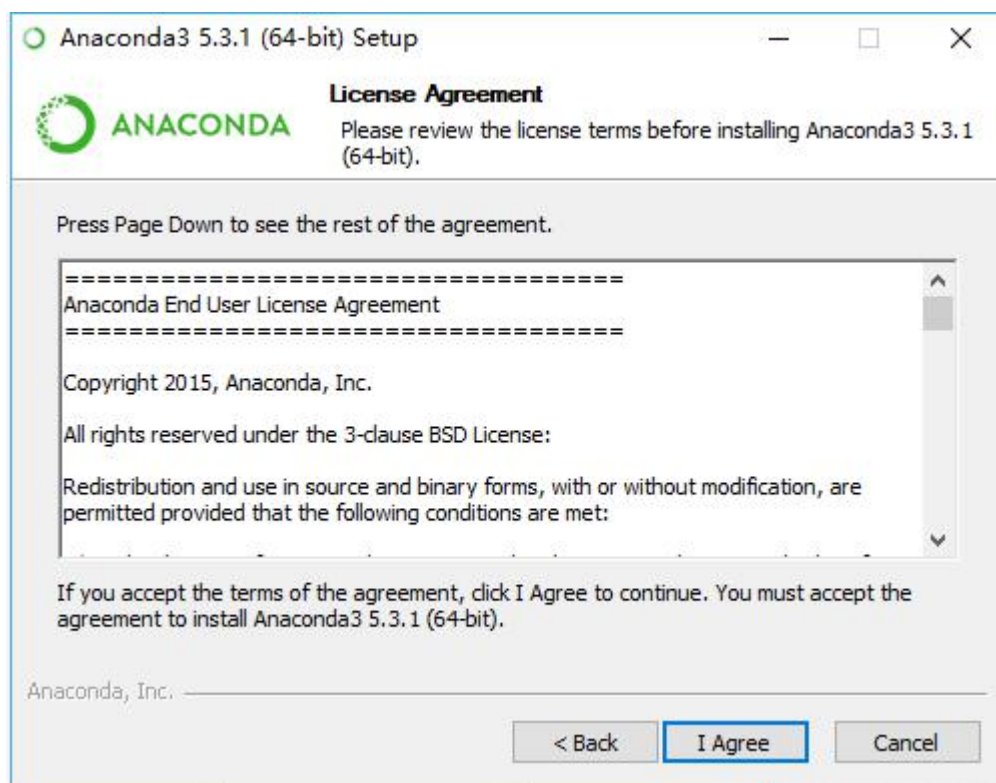 Anaconda3 5.3.1 (64-bit) Setup
ANACONDA
License Agreement
Please review the license terms before installing Anaconda3 5.3.1
(64-bit).
Press Page Down to see the rest of the agreement.
===================================
Anaconda End User License Agreement
===================================
Copyright 2015, Anaconda, Inc.
All rights reserved under the 3-clause BSD License:
Redistribution and use in source and binary forms, with or without modification, are
permitted provided that the following conditions are met:
If you accept the terms of the agreement, click I Agree to continue. You must accept the
agreement to install Anaconda3 5.3.1 (64-bit).
Anaconda, Inc.
< Back
I Agree
Cancel